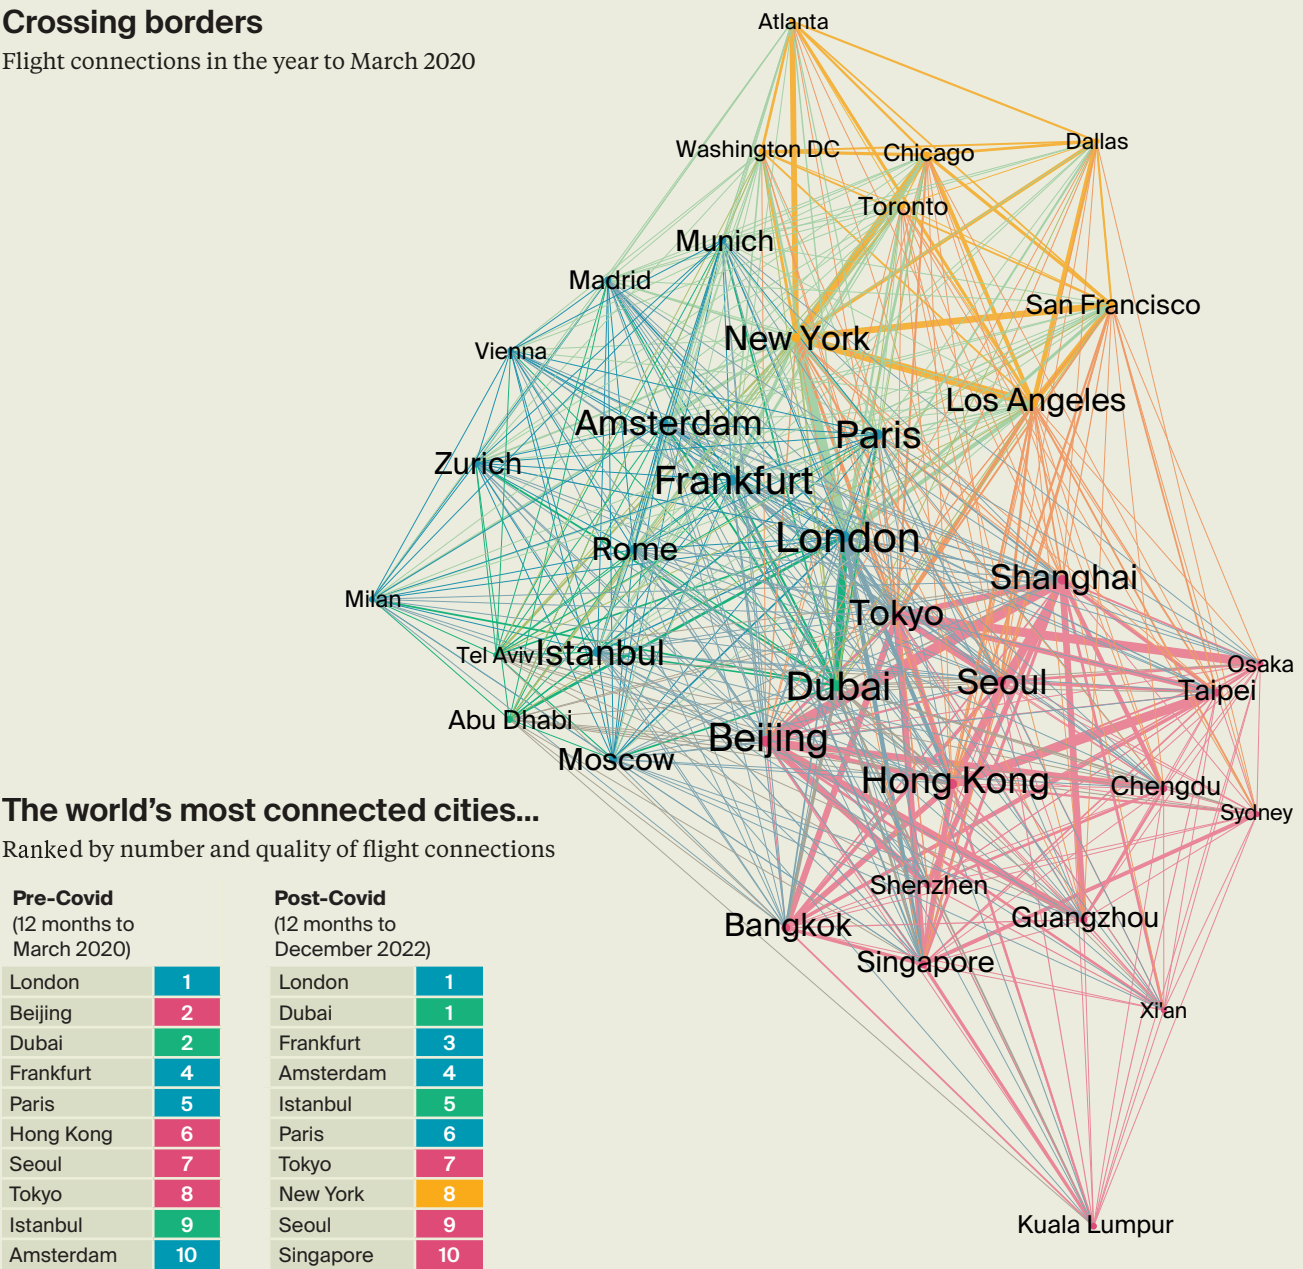 Crossing borders
Flight connections in the year to March 2020
Atlanta
Washington DC
Chicago
Dallas
Toronto
Munich
Madrid
San Francisco
New York
Vienna
Los Angeles
Amsterdam
Paris
Zurich
Frankfurt
London
Rome
Shanghai
Milan
Tokyo
Tel Aviv
Istanbul
Osaka
Dubai
Seoul
Taipei
Abu Dhabi
Beijing
Moscow
Hong Kong
Chengdu
Sydney
Shenzhen
Bangkok
Guangzhou
Singapore
Xi'an
Kuala Lumpur
The world’s most connected cities...
Ranked by number and quality of flight connections
Pre-Covid
(12 months to
March 2020)
London 1
Beijing 2
Dubai 2
Frankfurt 4
Paris 5
Hong Kong 6
Seoul 7
Tokyo 8
Istanbul 9
Amsterdam 10
Post-Covid
(12 months to
December 2022)
London 1
Dubai 1
Frankfurt 3
Amsterdam 4
Istanbul 5
Paris 6
Tokyo 7
New York 8
Seoul 9
Singapore 10